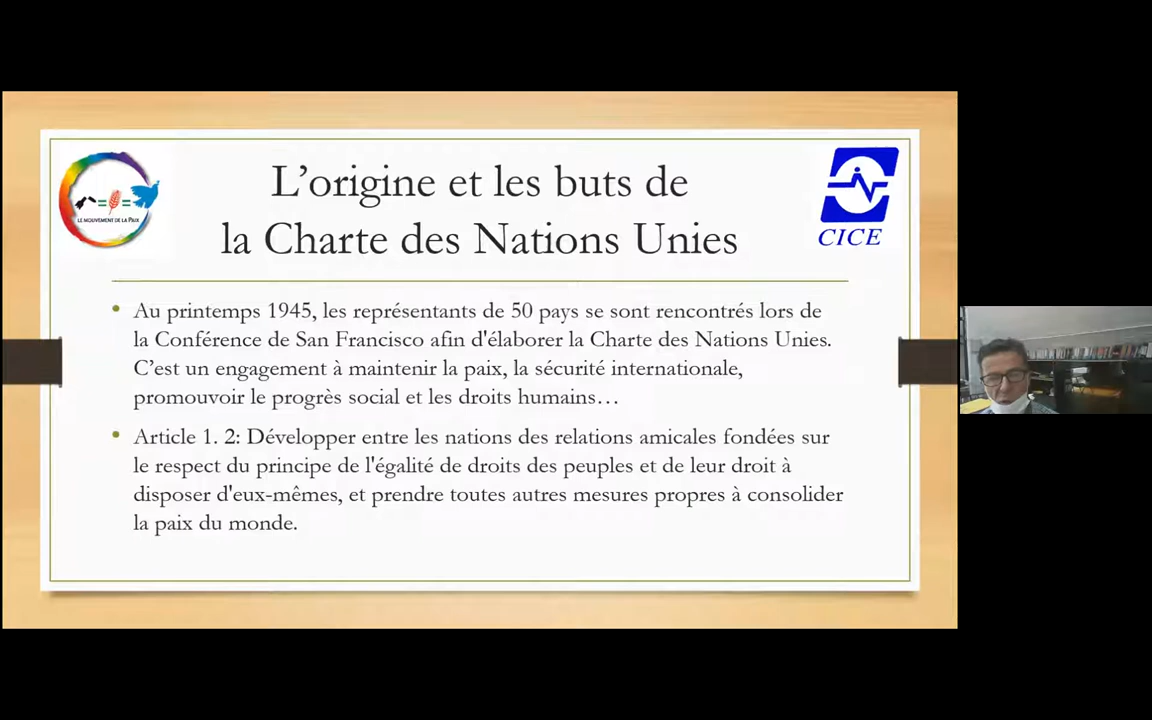 L'origine et les buts de
la Charte des Nations Unies
LE MOUVEMENT DE LA PAIX
CICE
• Au printemps 1945, les représentants de 50 pays se sont rencontrés lors de
la Conférence de San Francisco afin d'élaborer la Charte des Nations Unies.
C'est un engagement à maintenir la paix, la sécurité internationale,
promouvoir le progrès social et les droits humains…
• Article 1. 2: Développer entre les nations des relations amicales fondées sur
le respect du principe de l'égalité de droits des peuples et de leur droit à
disposer d'eux-mêmes, et prendre toutes autres mesures propres à consolider
la paix du monde.